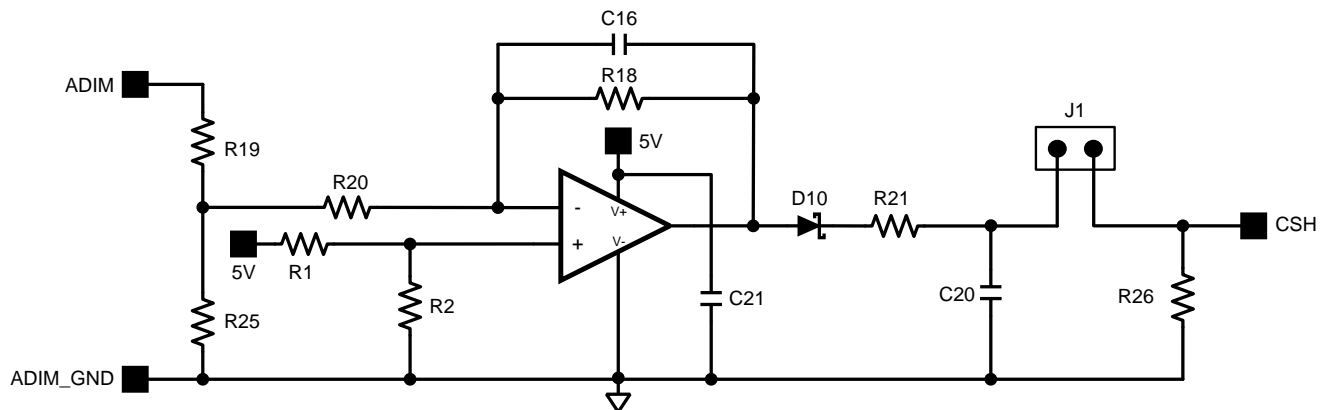 C16
ADIM
R18
J1
R19
5V
R20
D10
R21
-
V+
CSH
5V
R1
+
V-
R25
R2
C21
C20
R26
ADIM_GND